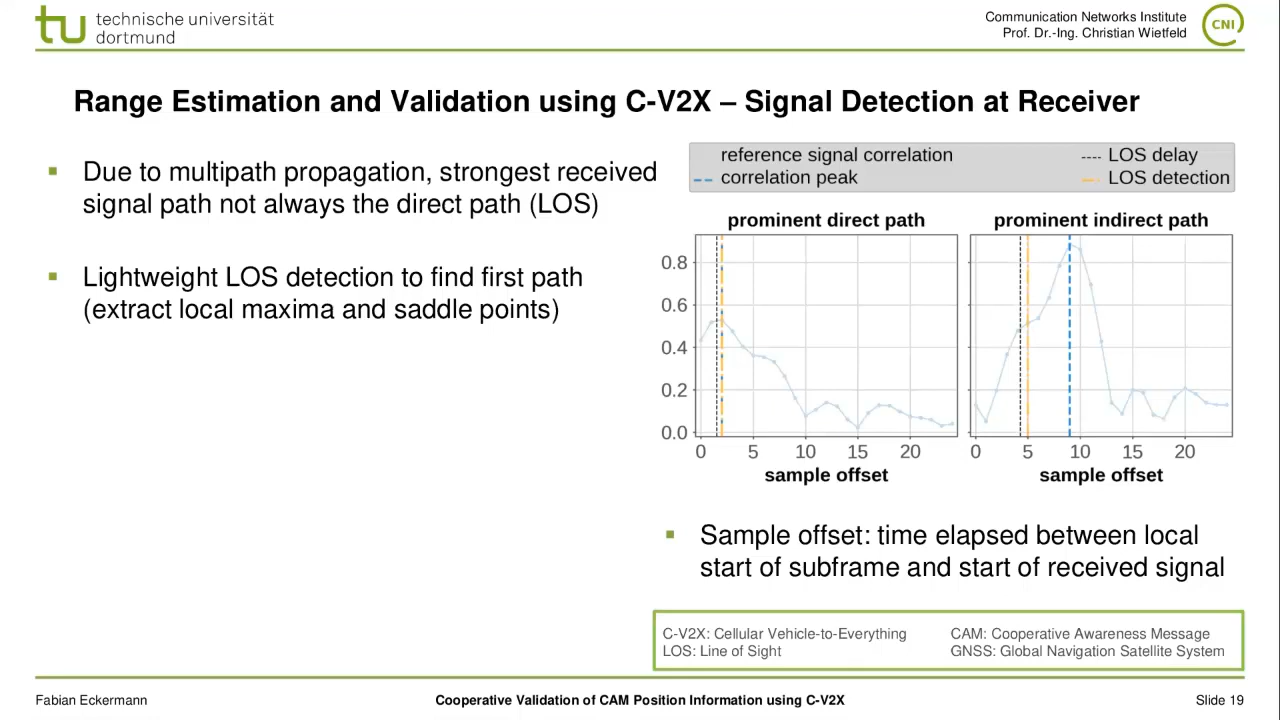 technische universität
dortmund
Communication Networks Institute
Prof. Dr.-Ing. Christian Wietfeld
CNI
Range Estimation and Validation using C-V2X – Signal Detection at Receiver
▪ Due to multipath propagation, strongest received
signal path not always the direct path (LOS)
▪ Lightweight LOS detection to find first path
(extract local maxima and saddle points)
reference signal correlation
correlation peak
LOS delay
LOS detection
prominent direct path
prominent indirect path
0.8
0.6
0.4
0.2
0.0
0 5 10 15 20
0 5 10 15 20
sample offset
sample offset
▪ Sample offset: time elapsed between local
start of subframe and start of received signal
C-V2X: Cellular Vehicle-to-Everything
LOS: Line of Sight
CAM: Cooperative Awareness Message
GNSS: Global Navigation Satellite System
Fabian Eckermann
Cooperative Validation of CAM Position Information using C-V2X
Slide 19